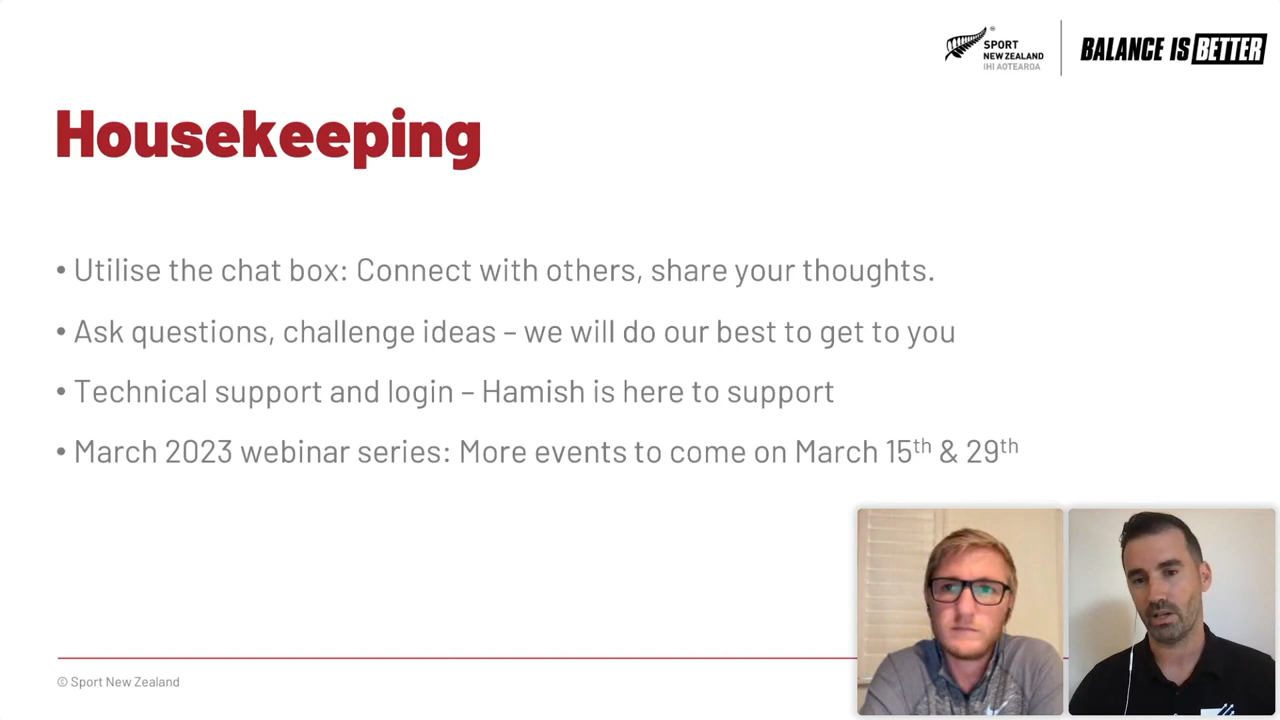 SPORT
NEW ZEALAND
IHI AOTEAROA
BALANCE IS BETTER
Housekeeping
• Utilise the chat box: Connect with others, share your thoughts.
• Ask questions, challenge ideas – we will do our best to get to you
• Technical support and login – Hamish is here to support
• March 2023 webinar series: More events to come on March 15th & 29th
© Sport New Zealand